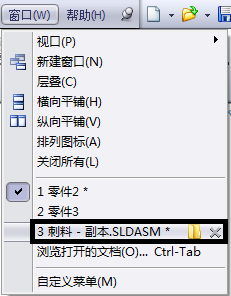 窗口(W) 帮助(H)
视口(P)
新建窗口(N)
层叠(C)
横向平铺(H)
纵向平铺(V)
排列图标(A)
关闭所有(L)
1 零件2 *
2 零件3
3 刺料 - 副本.SLDASM *
浏览打开的文档(O)... Ctrl-Tab
自定义菜单(M)